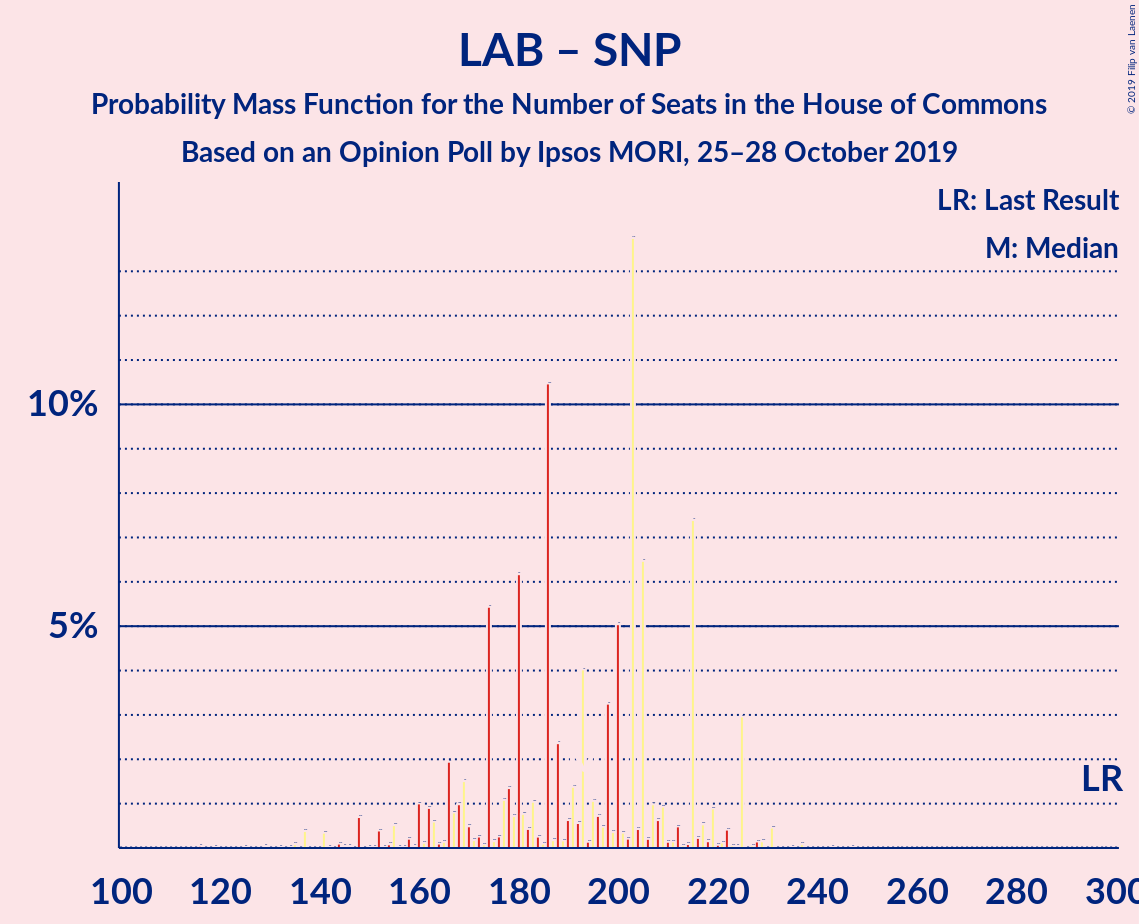 LAB – SNP
Probability Mass Function for the Number of Seats in the House of Commons
Based on an Opinion Poll by Ipsos MORI, 25–28 October 2019
© 2019 Filip van Laenen
LR: Last Result
M: Median
10%
5%
LR
100 120 140 160 180 200 220 240 260 280 300